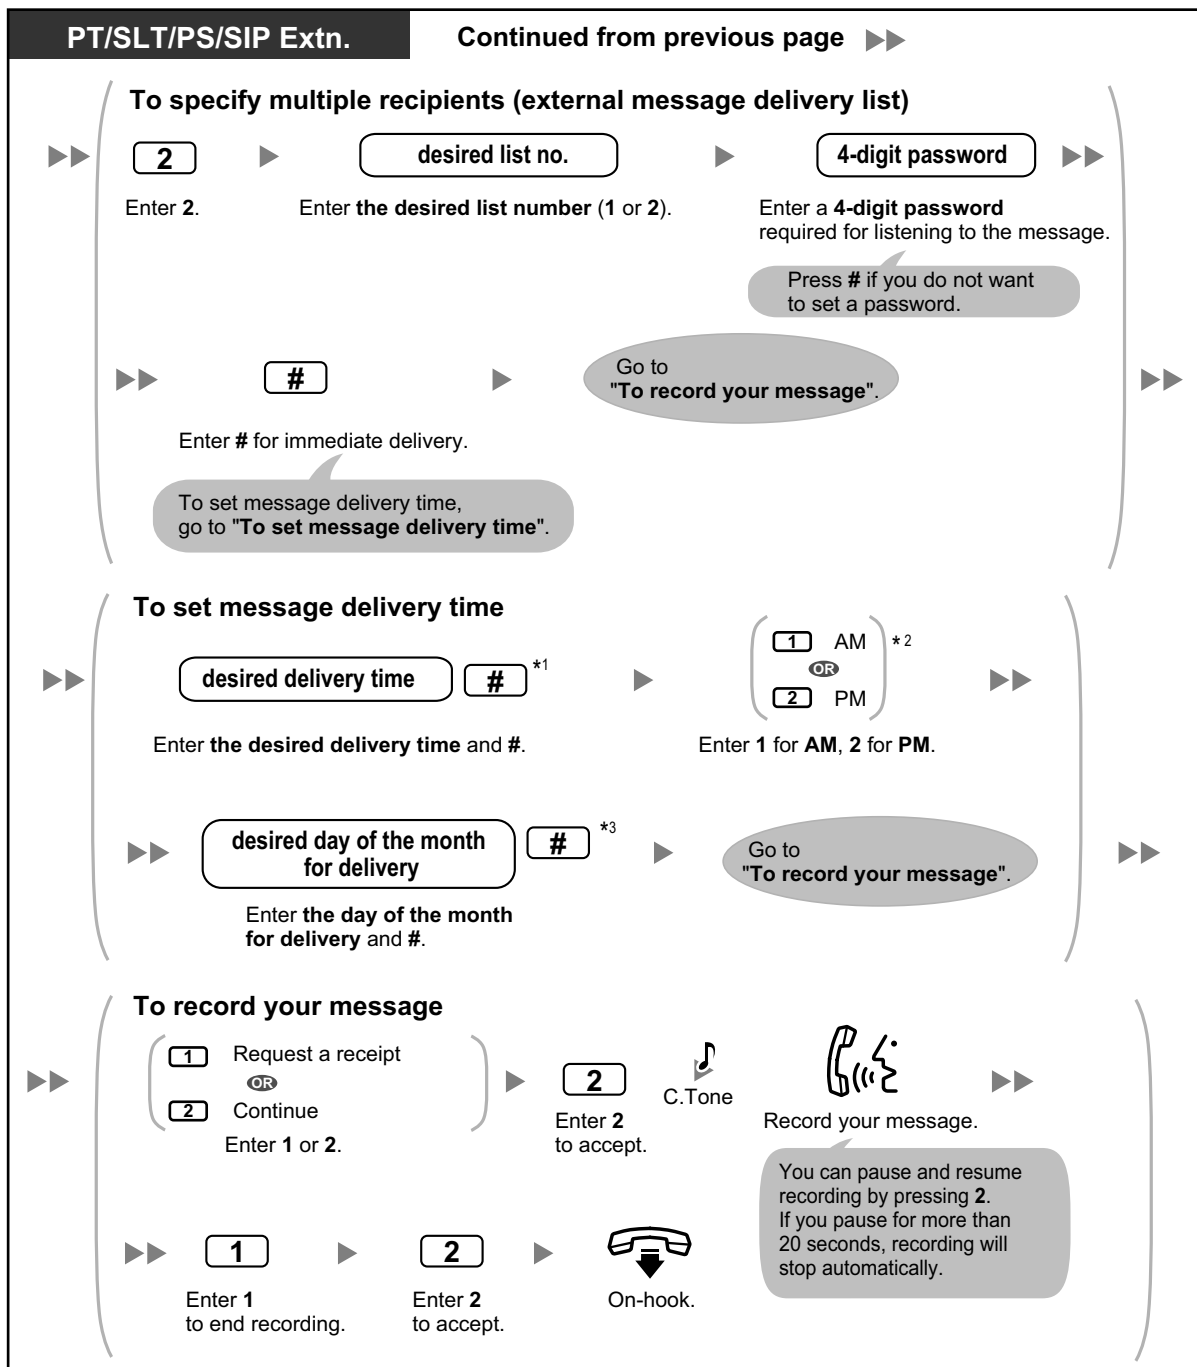 PT/SLT/PS/SIP Extn.
Continued from previous page
To specify multiple recipients (external message delivery list)
2
desired list no.
4-digit password
Enter 2.
Enter the desired list number (1 or 2).
Enter a 4-digit password
required for listening to the message.
Press # if you do not want
to set a password.
#
Go to
"To record your message".
Enter # for immediate delivery.
To set message delivery time,
go to "To set message delivery time".
To set message delivery time
desired delivery time
# *1
1 AM
OR
2 PM
*2
Enter the desired delivery time and #.
Enter 1 for AM, 2 for PM.
desired day of the month
for delivery
# *3
Go to
"To record your message".
Enter the day of the month
for delivery and #.
To record your message
1 Request a receipt
OR
2 Continue
Enter 1 or 2.
2
Enter 2
to accept.
C.Tone
Record your message.
You can pause and resume
recording by pressing 2.
If you pause for more than
20 seconds, recording will
stop automatically.
1
Enter 1
to end recording.
2
Enter 2
to accept.
On-hook.